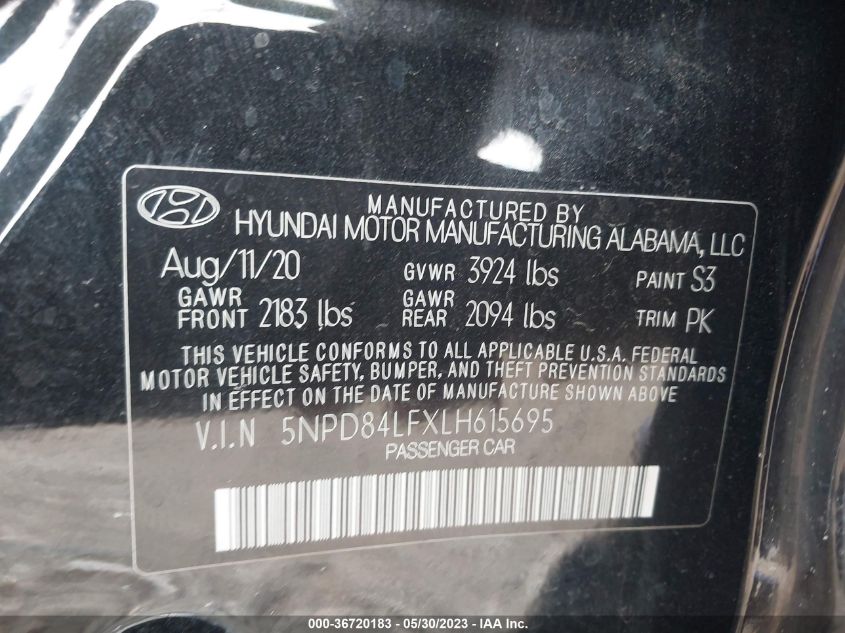 MANUFACTURED BY
HYUNDAI MOTOR MANUFACTURING ALABAMA, LLC
Aug/11/20 GVWR 3924 lbs PAINT S3
GAWR FRONT 2183 lbs GAWR REAR 2094 lbs TRIM PK
THIS VEHICLE CONFORMS TO ALL APPLICABLE U.S.A. FEDERAL
MOTOR VEHICLE SAFETY, BUMPER, AND THEFT PREVENTION STANDARDS
IN EFFECT ON THE DATE OF MANUFACTURE SHOWN ABOVE
V.I.N 5NPD84LFXLH615695
PASSENGER CAR
000-36720183 - 05/30/2023 - IAA Inc.